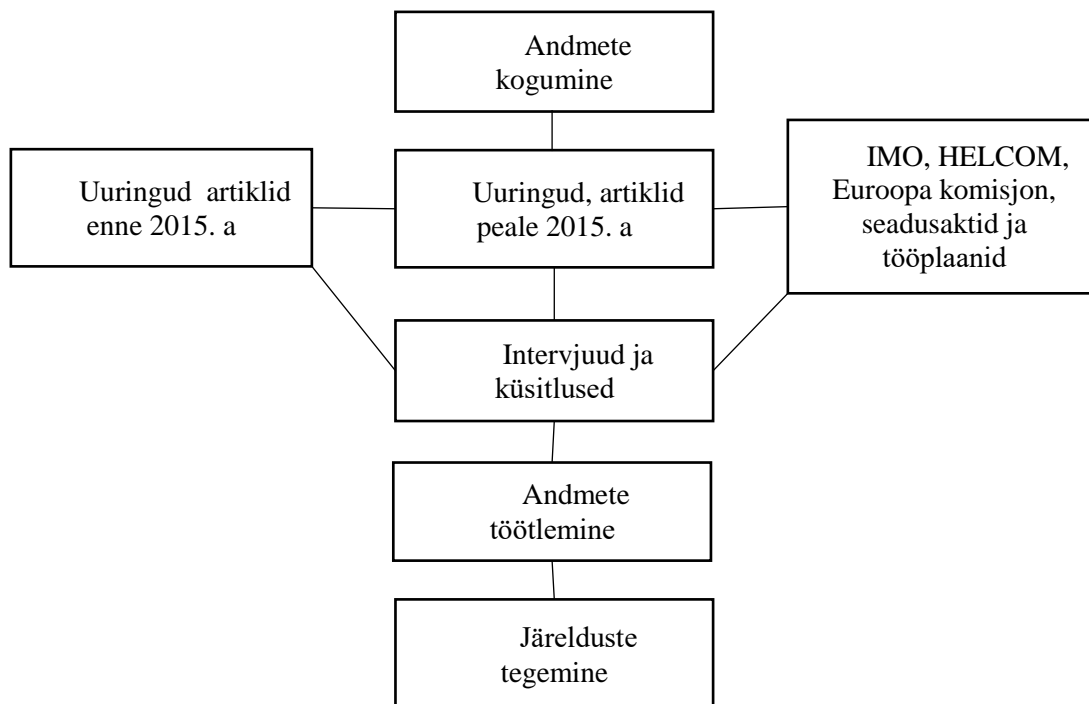 Andmete
kogumine
Uuringud artiklid
enne 2015. a
Uuringud, artiklid
peale 2015. a
IMO, HELCOM,
Euroopa komisjon,
seadusaktid ja
tööplaanid
Intervjuud ja
küsitlused
Andmete
töötlemine
Järelduste
tegemine